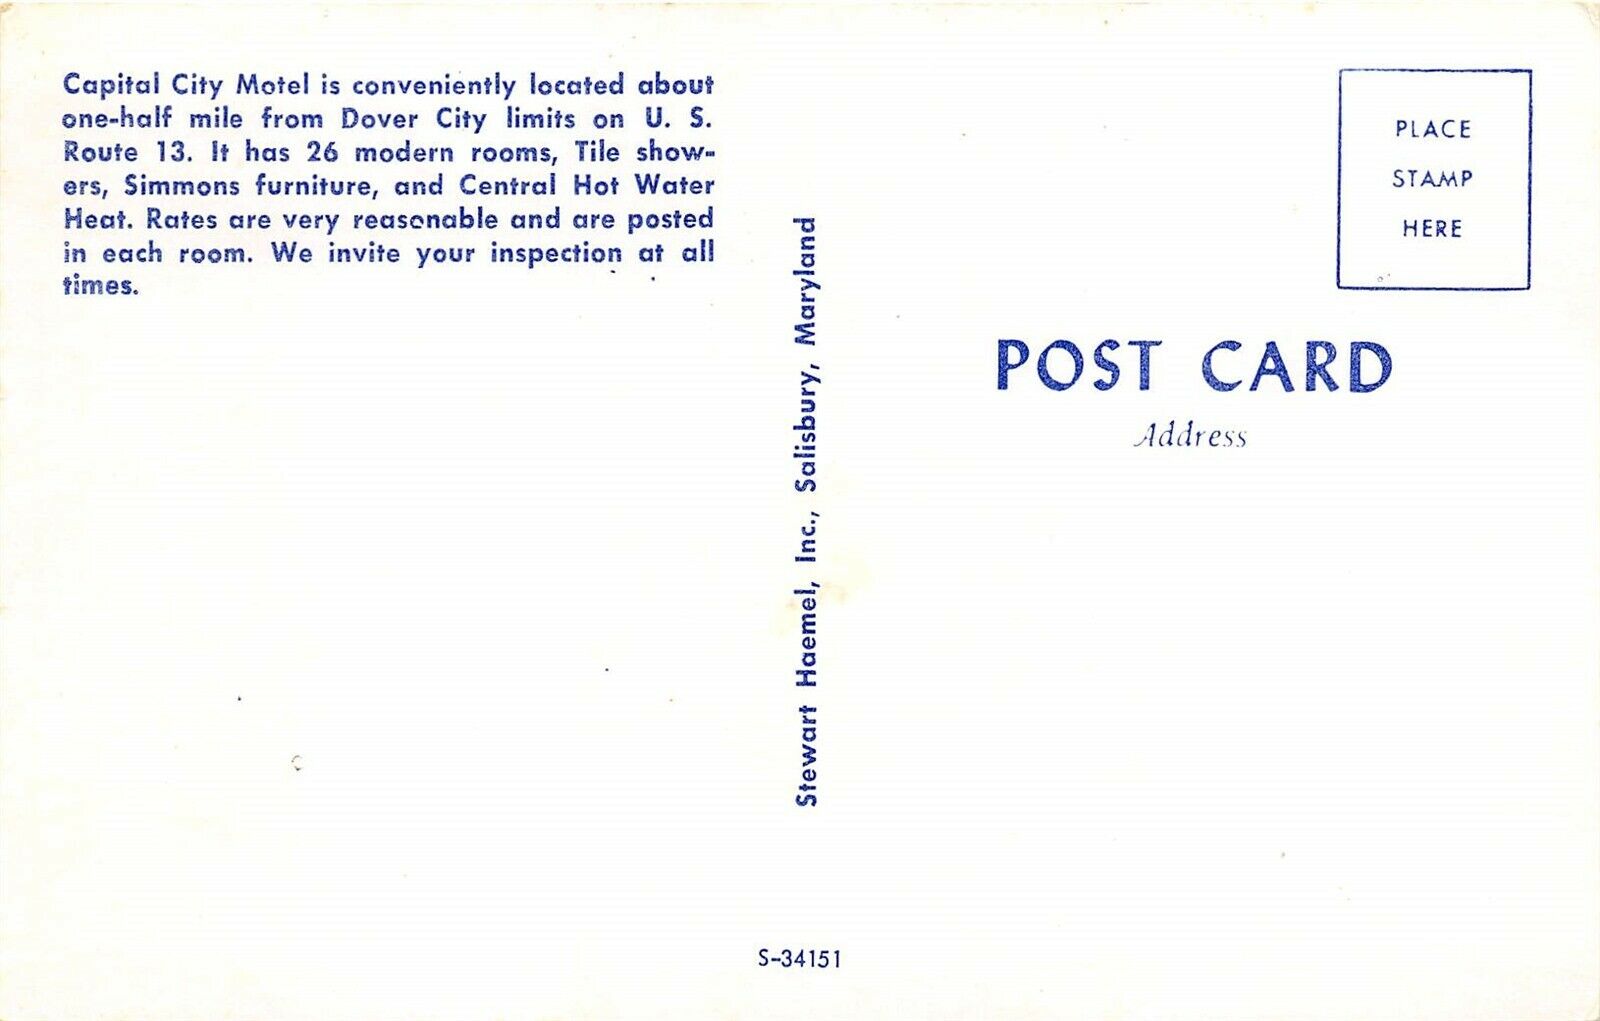 Capital City Motel is conveniently located about
one-half mile from Dover City limits on U. S.
Route 13. It has 26 modern rooms, Tile show-
ers, Simmons furniture, and Central Hot Water
Heat. Rates are very reasonable and are posted
in each room. We invite your inspection at all
times.
Stewart Haemel, Inc., Salisbury, Maryland
PLACE
STAMP
HERE
POST CARD
Address
S-34151